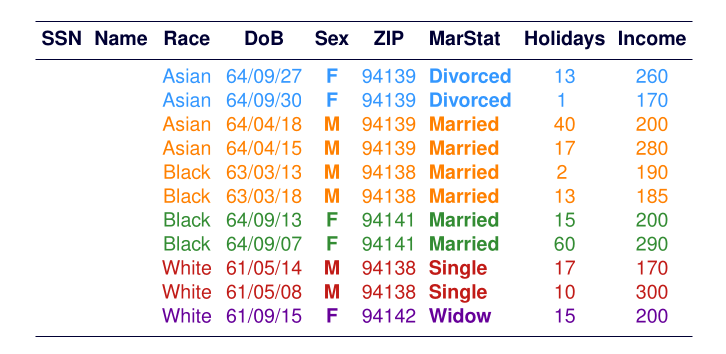 SSN Name Race DoB Sex ZIP MarStat Holidays Income
Asian 64/09/27 F 94139 Divorced 13 260
Asian 64/09/30 F 94139 Divorced 1 170
Asian 64/04/18 M 94139 Married 40 200
Asian 64/04/15 M 94139 Married 17 280
Black 63/03/13 M 94138 Married 2 190
Black 63/03/18 M 94138 Married 13 185
Black 64/09/13 F 94141 Married 15 200
Black 64/09/07 F 94141 Married 60 290
White 61/05/14 M 94138 Single 17 170
White 61/05/08 M 94138 Single 10 300
White 61/09/15 F 94142 Widow 15 200